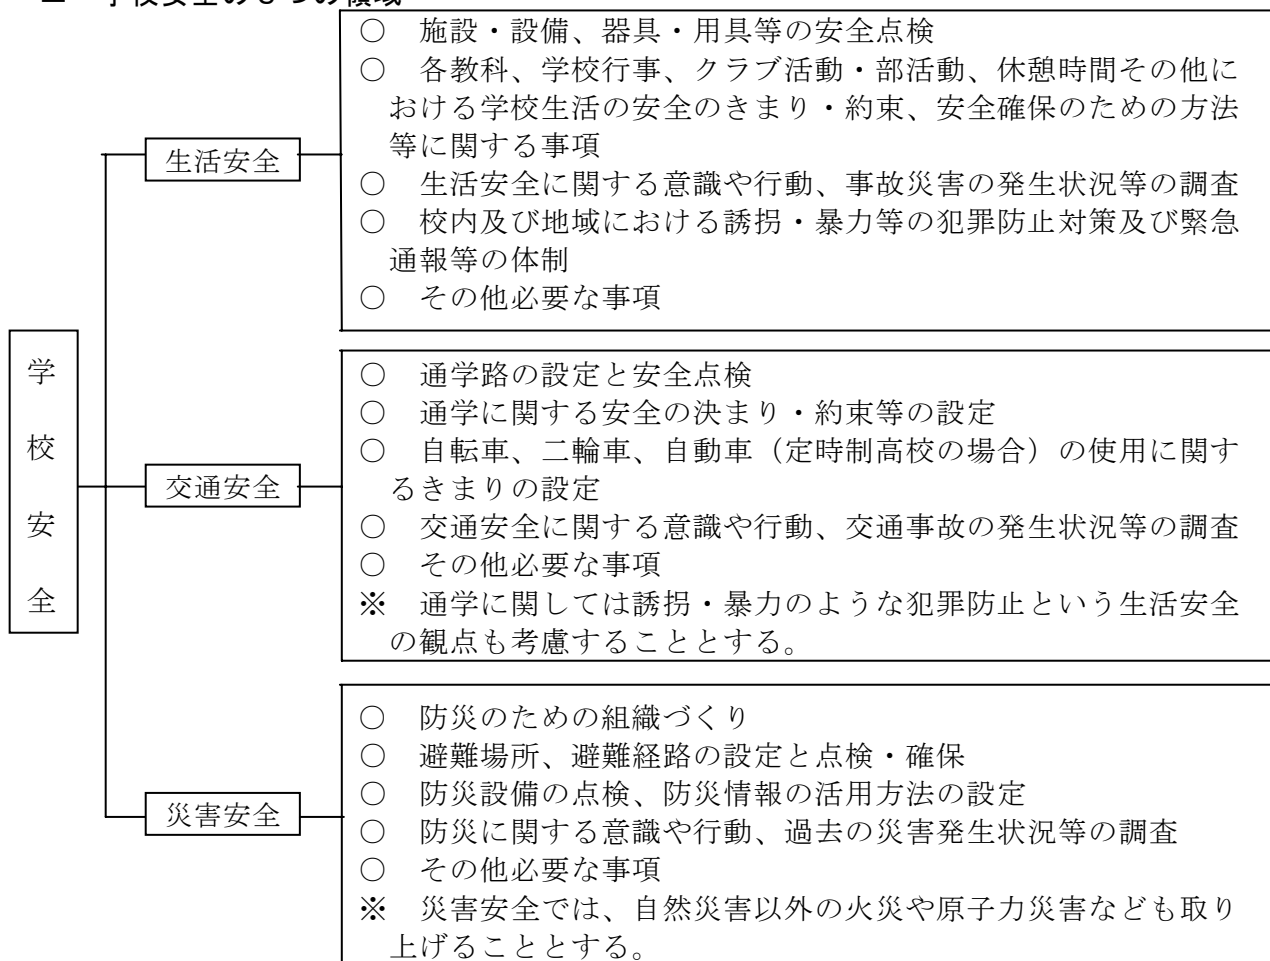 学校安全の３つの領域
○　施設・設備、器具・用具等の安全点検
○　各教科、学校行事、クラブ活動・部活動、休憩時間その他に
おける学校生活の安全のきまり・約束、安全確保のための方法
等に関する事項
○　生活安全に関する意識や行動、事故災害の発生状況等の調査
○　校内及び地域における誘拐・暴力等の犯罪防止対策及び緊急
通報等の体制
○　その他必要な事項
生活安全
学校安全
○　通学路の設定と安全点検
○　通学に関する安全の決まり・約束等の設定
○　自転車、二輪車、自動車（定時制高校の場合）の使用に関す
るきまりの設定
○　交通安全に関する意識や行動、交通事故の発生状況等の調査
○　その他必要な事項
※　通学に関しては誘拐・暴力のような犯罪防止という生活安全
の観点も考慮することとする。
交通安全
○　防災のための組織づくり
○　避難場所、避難経路の設定と点検・確保
○　防災設備の点検、防災情報の活用方法の設定
○　防災に関する意識や行動、過去の災害発生状況等の調査
○　その他必要な事項
※　災害安全では、自然災害以外の火災や原子力災害なども取り
上げることとする。
災害安全